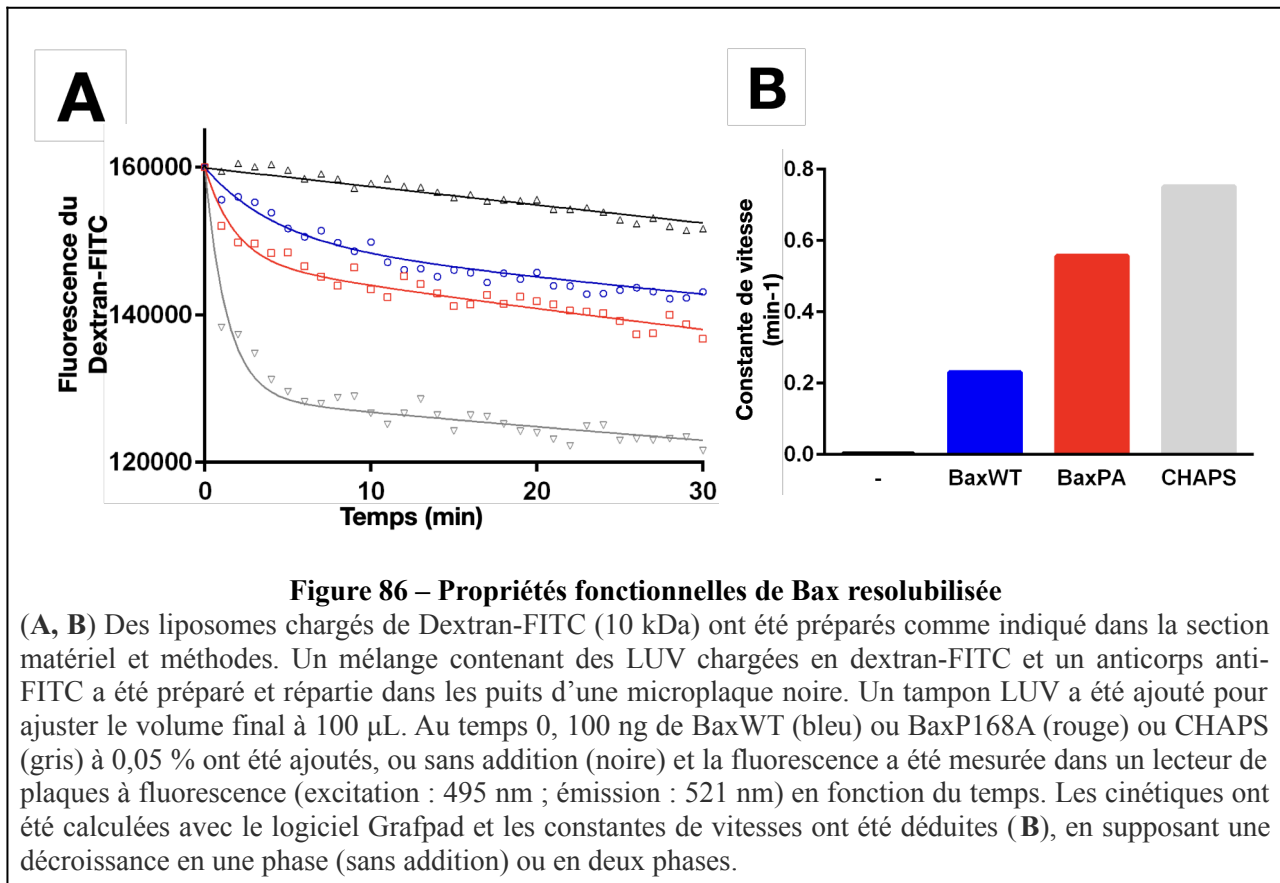 A
Fluorescence du
Dextran-FITC
160000
140000
120000
0
10
20
30
Temps (min)
B
Constante de vitesse
(min-1)
0.8
0.6
0.4
0.2
0.0
-
BaxWT
BaxPA
CHAPS
Figure 86 – Propriétés fonctionnelles de Bax resolubilisée
(A, B) Des liposomes chargés de Dextran-FITC (10 kDa) ont été préparés comme indiqué dans la section
matériel et méthodes. Un mélange contenant des LUV chargées en dextran-FITC et un anticorps anti-
FITC a été préparé et répartie dans les puits d’une microplaque noire. Un tampon LUV a été ajouté pour
ajuster le volume final à 100 µL. Au temps 0, 100 ng de BaxWT (bleu) ou BaxP168A (rouge) ou CHAPS
(gris) à 0,05 % ont été ajoutés, ou sans addition (noire) et la fluorescence a été mesurée dans un lecteur de
plaques à fluorescence (excitation : 495 nm ; émission : 521 nm) en fonction du temps. Les cinétiques ont
été calculées avec le logiciel Grafpad et les constantes de vitesses ont été déduites (B), en supposant une
décroissance en une phase (sans addition) ou en deux phases.